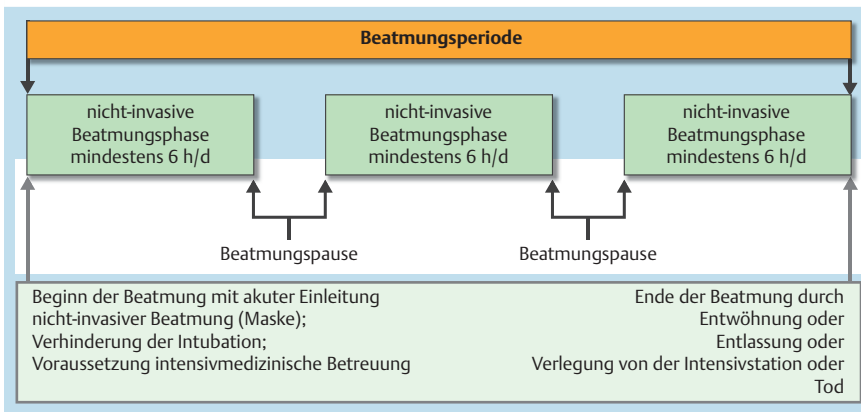 Beatmungsperiode
nicht-invasive
Beatmungsphase
mindestens 6 h/d
nicht-invasive
Beatmungsphase
mindestens 6 h/d
nicht-invasive
Beatmungsphase
mindestens 6 h/d
Beatmungspause
Beatmungspause
Beginn der Beatmung mit akuter Einleitung
nicht-invasiver Beatmung (Maske);
Verhinderung der Intubation;
Voraussetzung intensivmedizinische Betreuung
Ende der Beatmung durch
Entwöhnung oder
Entlassung oder
Verlegung von der Intensivstation oder
Tod